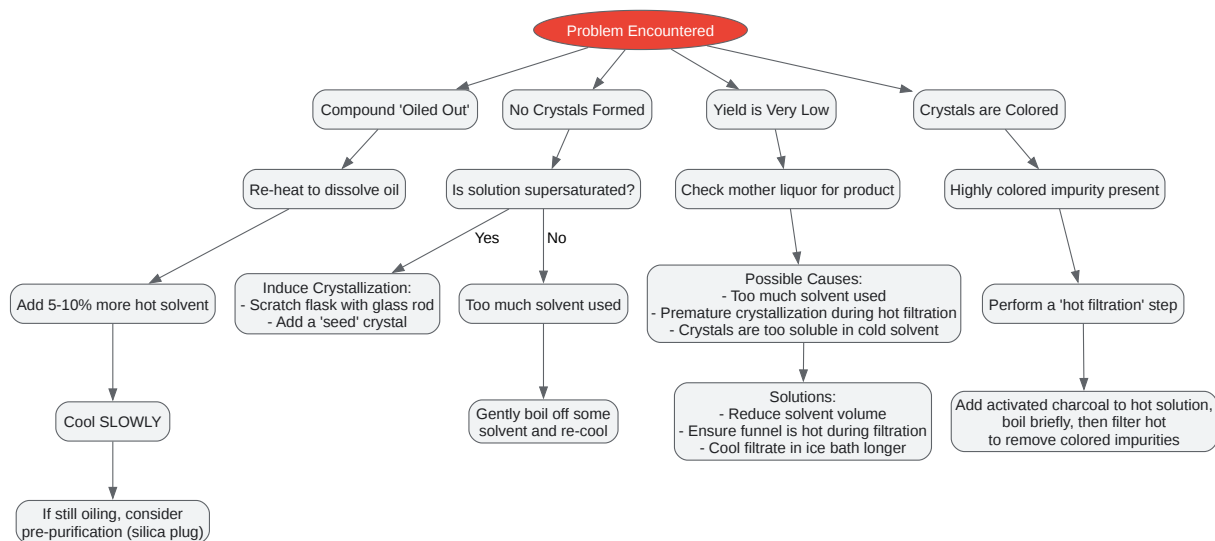 Problem Encountered
Compound 'Oiled Out'
No Crystals Formed
Yield is Very Low
Crystals are Colored
Re-heat to dissolve oil
Is solution supersaturated?
Check mother liquor for product
Highly colored impurity present
Yes
No
Add 5-10% more hot solvent
Induce Crystallization:
- Scratch flask with glass rod
- Add a 'seed' crystal
Too much solvent used
Possible Causes:
- Too much solvent used
- Premature crystallization during hot filtration
- Crystals are too soluble in cold solvent
Perform a 'hot filtration' step
Cool SLOWLY
Gently boil off some
solvent and re-cool
Solutions:
- Reduce solvent volume
- Ensure funnel is hot during filtration
- Cool filtrate in ice bath longer
Add activated charcoal to hot solution,
boil briefly, then filter hot
to remove colored impurities
If still oiling, consider
pre-purification (silica plug)